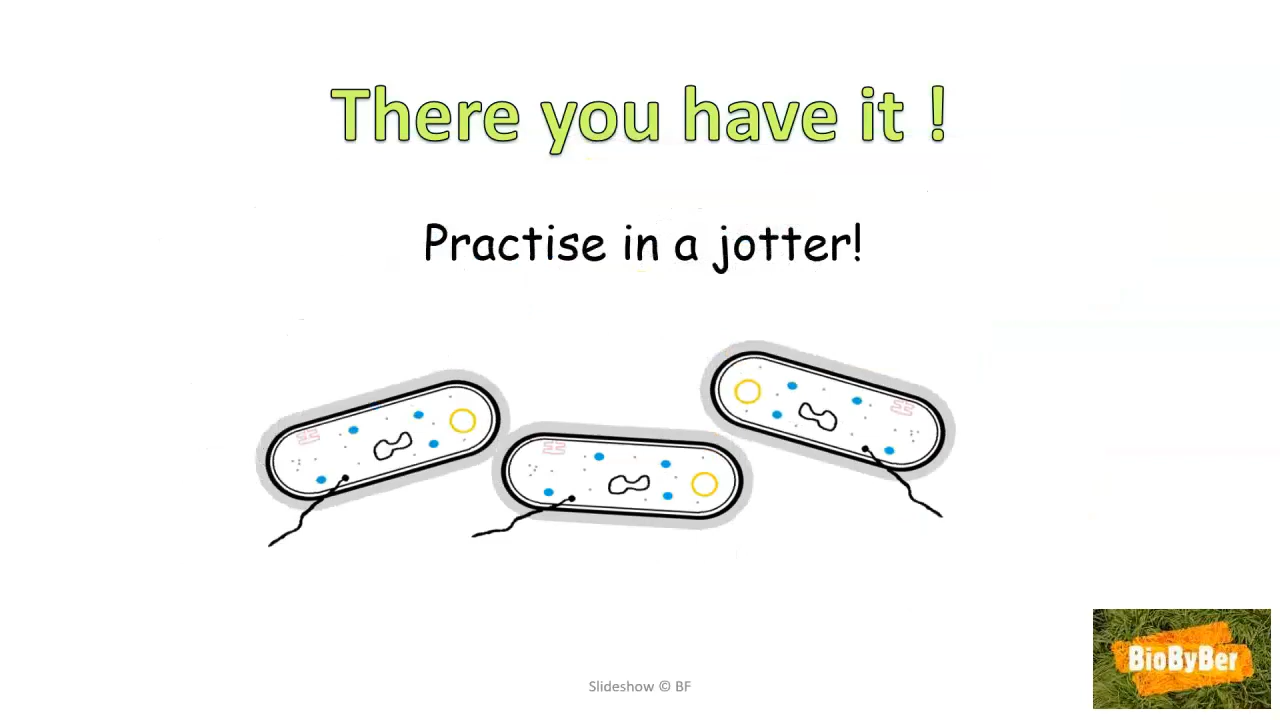 There you have it !
Practise in a jotter!
BioByBer
Slideshow © BF